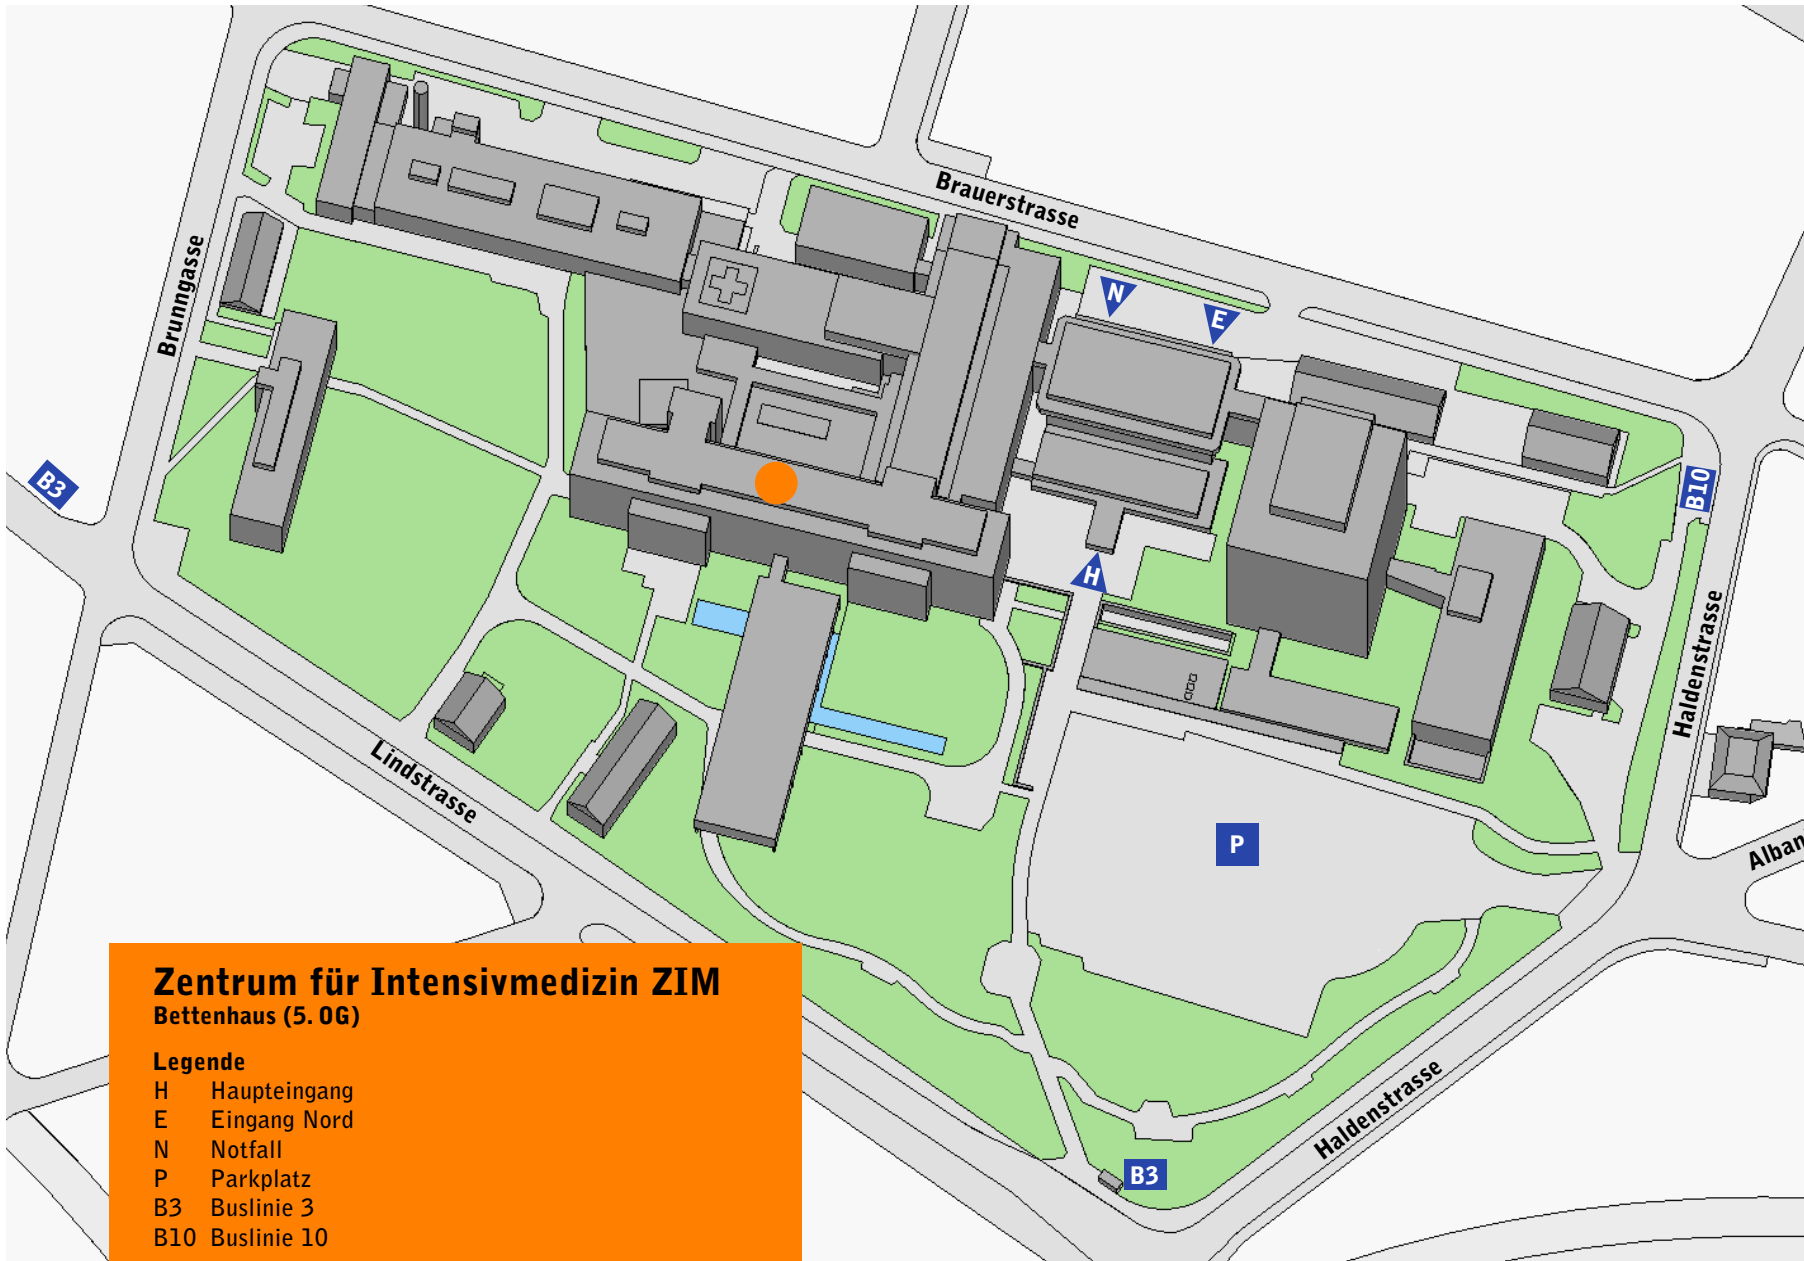 Brauerstrasse
N
E
Brunngasse
B3
B10
H
Haldenstrasse
Lindstrasse
P
Alban
Haldenstrasse
B3
Zentrum für Intensivmedizin ZIM
Bettenhaus (5. OG)
Legende
H Haupteingang
E Eingang Nord
N Notfall
P Parkplatz
B3 Buslinie 3
B10 Buslinie 10